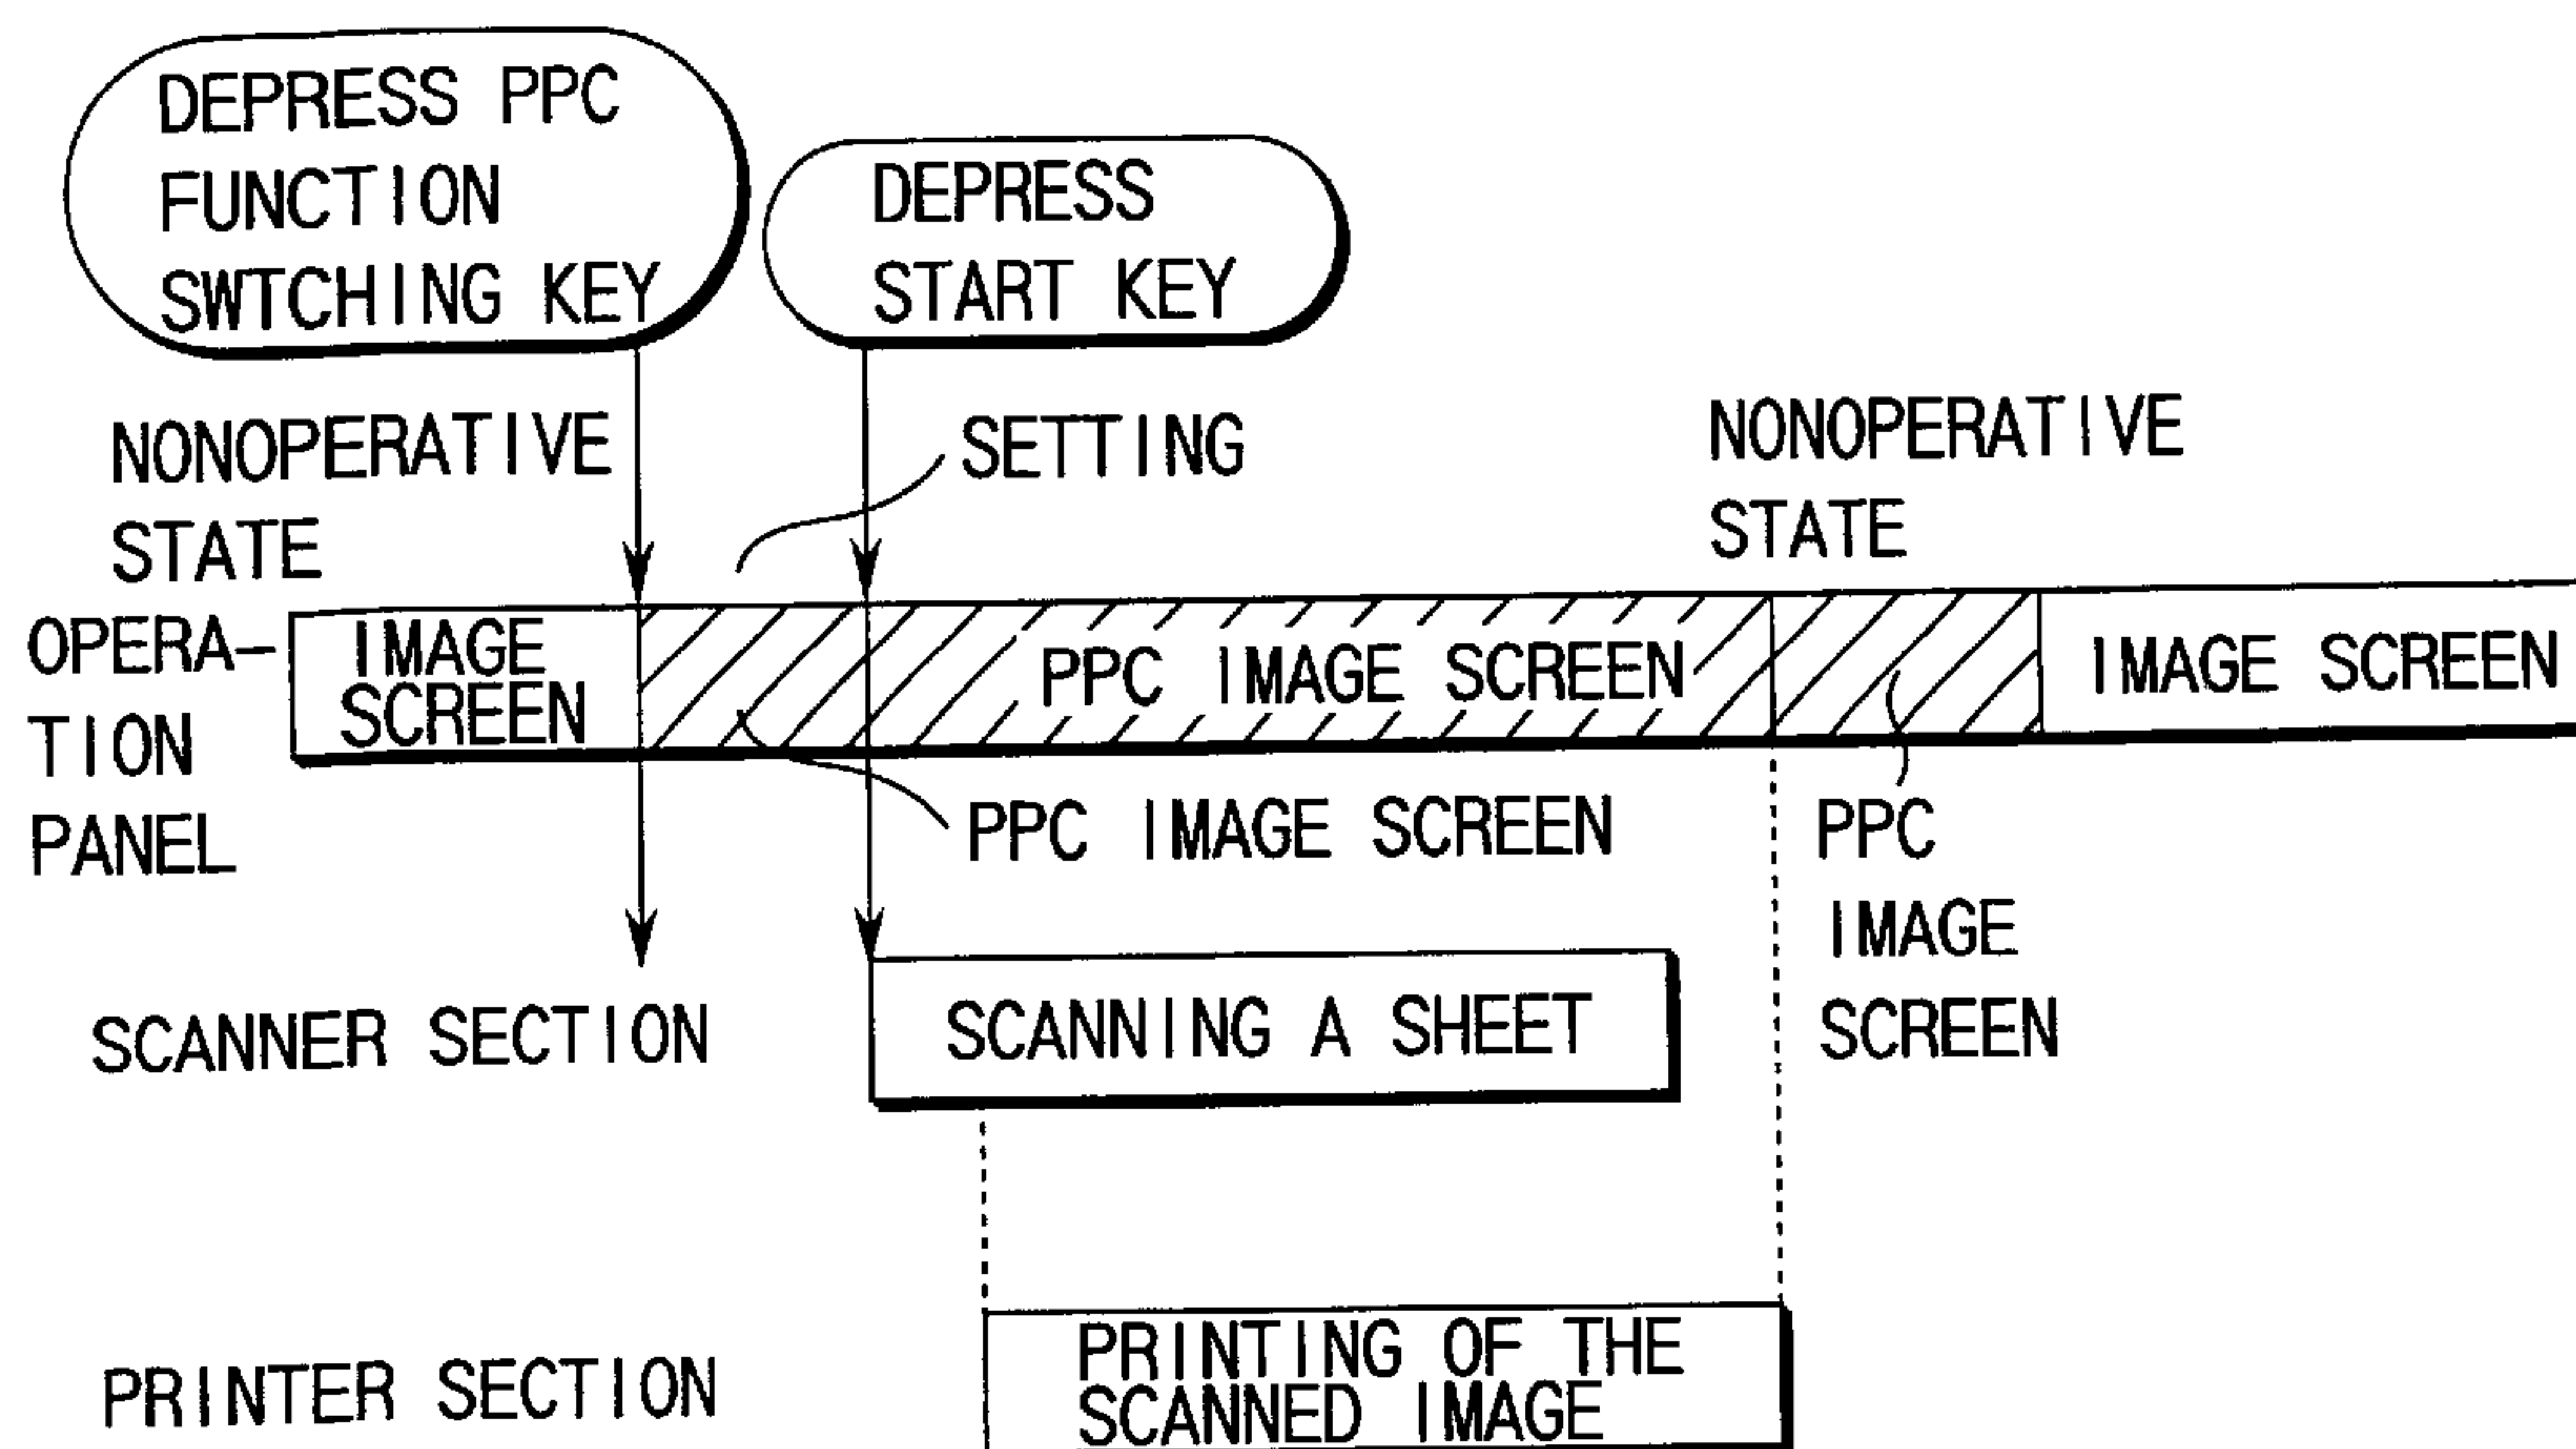 DEPRESS PPC
FUNCTION
SWTCHING KEY
DEPRESS
START KEY
NONOPERATIVE
STATE
SETTING
NONOPERATIVE
STATE
OPERA-
TION
PANEL
IMAGE
SCREEN
PPC IMAGE SCREEN
IMAGE SCREEN
PPC IMAGE SCREEN
PPC
IMAGE
SCREEN
SCANNER SECTION
SCANNING A SHEET
PRINTER SECTION
PRINTING OF THE
SCANNED IMAGE